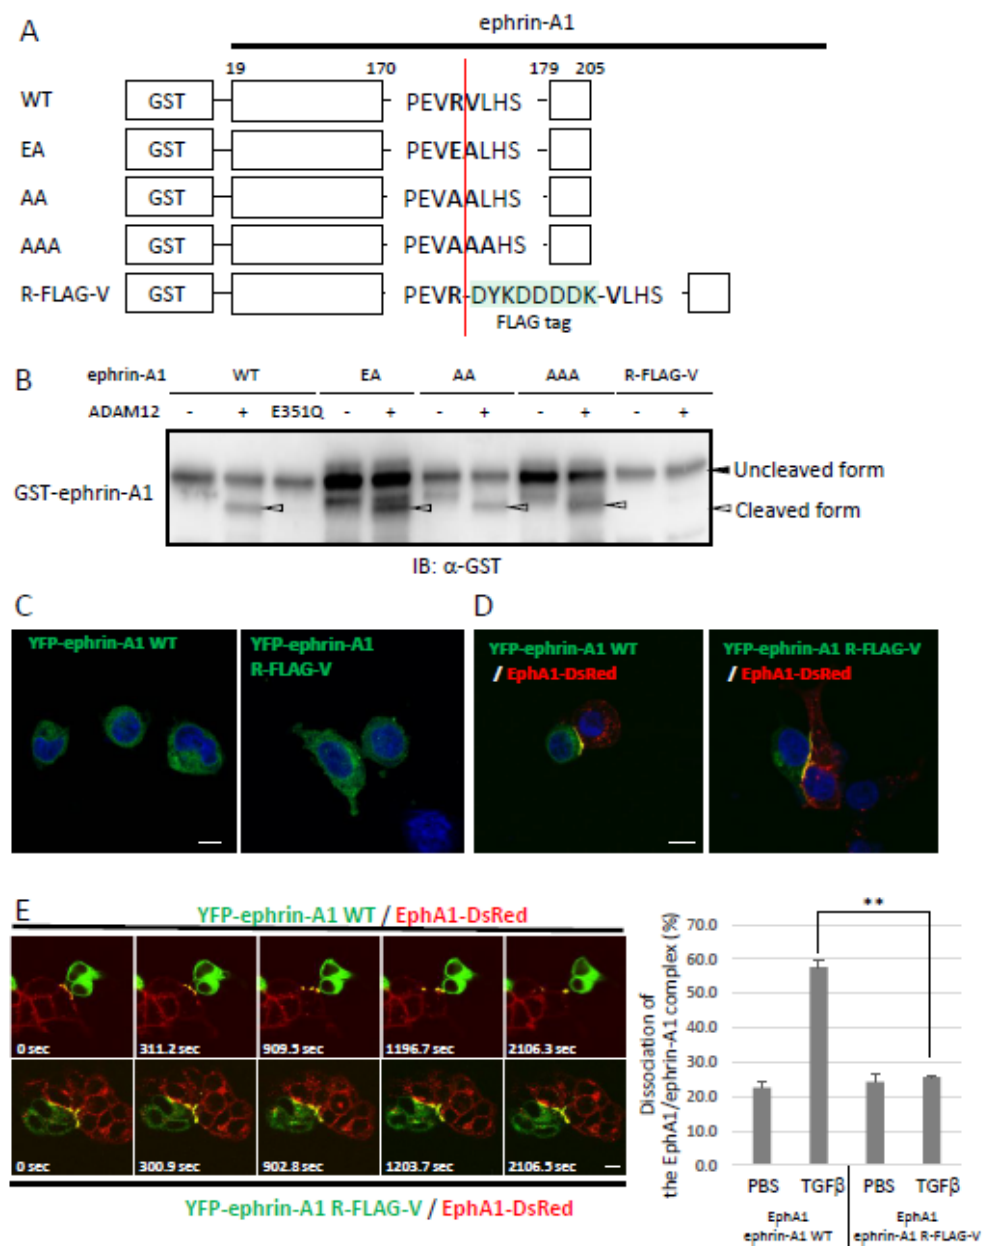 A
ephrin-A1
19 170 179 205
WT GST PEVRVLHS
EA GST PEVEALHS
AA GST PEVAALHS
AAA GST PEVAAAHS
R-FLAG-V GST PEVR-DYKDDDDK-VLHS
FLAG tag
B
ephrin-A1 WT EA AA AAA R-FLAG-V
ADAM12 - + E351Q - + - + - + - +
GST-ephrin-A1
Uncleaved form
Cleaved form
IB: α-GST
C
YFP-ephrin-A1 WT
YFP-ephrin-A1
R-FLAG-V
D
YFP-ephrin-A1 WT
/ EphA1-DsRed
YFP-ephrin-A1 R-FLAG-V
/ EphA1-DsRed
E
YFP-ephrin-A1 WT / EphA1-DsRed
0 sec 311.2 sec 909.5 sec 1196.7 sec 2106.3 sec
0 sec 300.9 sec 902.8 sec 1203.7 sec 2106.5 sec
YFP-ephrin-A1 R-FLAG-V / EphA1-DsRed
Dissociation of
the EphA1/ephrin-A1 complex (%)
**
70.0
60.0
50.0
40.0
30.0
20.0
10.0
0.0
PBS TGFβ PBS TGFβ
EphA1
ephrin-A1 WT
EphA1
ephrin-A1 R-FLAG-V